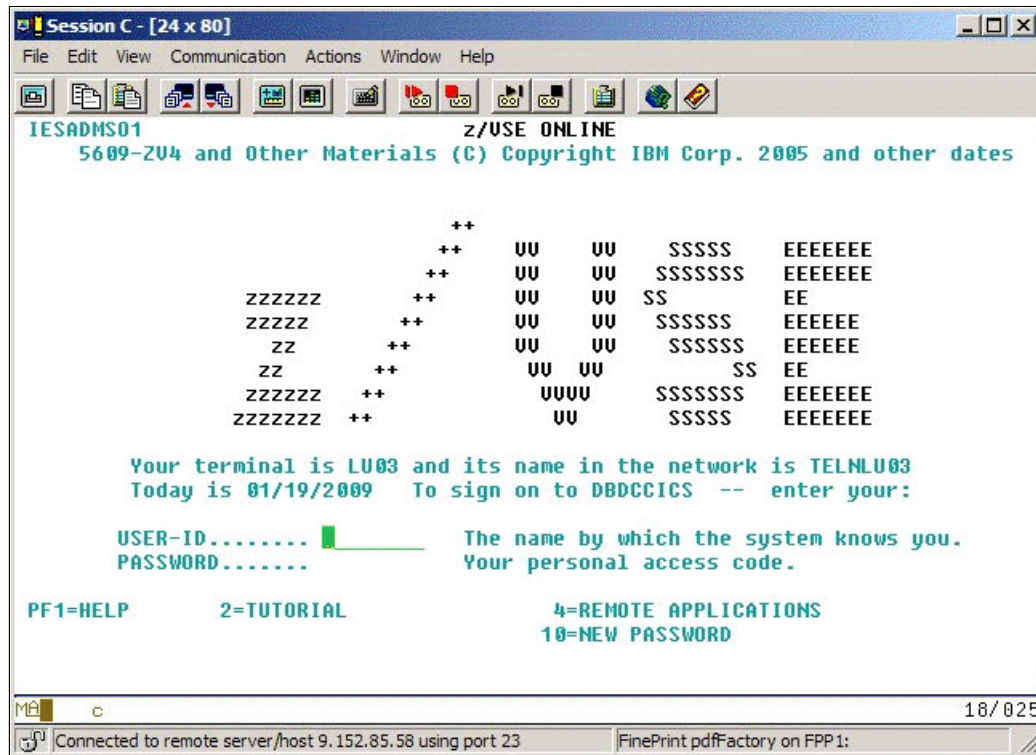 Session C - [24 x 80]
File Edit View Communication Actions Window Help
IESADMSO1 z/VSE ONLINE
5609-ZV4 and Other Materials (C) Copyright IBM Corp. 2005 and other dates
++
++ VV VV SSSSS EEEEEEE
++ VV VV SSSSSSS EEEEEEE
zzzzzz ++ VV VV SS EE
zzzzz ++ VV VV SSSSSS EEEEEE
zz ++ VV VV SSSSSS EEEEEE
zz ++ VV VV SS EE
zzzzzz ++ VVVV SSSSSSS EEEEEEE
zzzzzzz ++ VV SSSSS EEEEEEE
Your terminal is LU03 and its name in the network is TELNLU03
Today is 01/19/2009 To sign on to DBDCCICS -- enter your:
USER-ID........ The name by which the system knows you.
PASSWORD....... Your personal access code.
PF1=HELP 2=TUTORIAL 4=REMOTE APPLICATIONS
10=NEW PASSWORD
MA c 18/025
Connected to remote server/host 9.152.85.58 using port 23 FinePrint pdfFactory on FPP1: